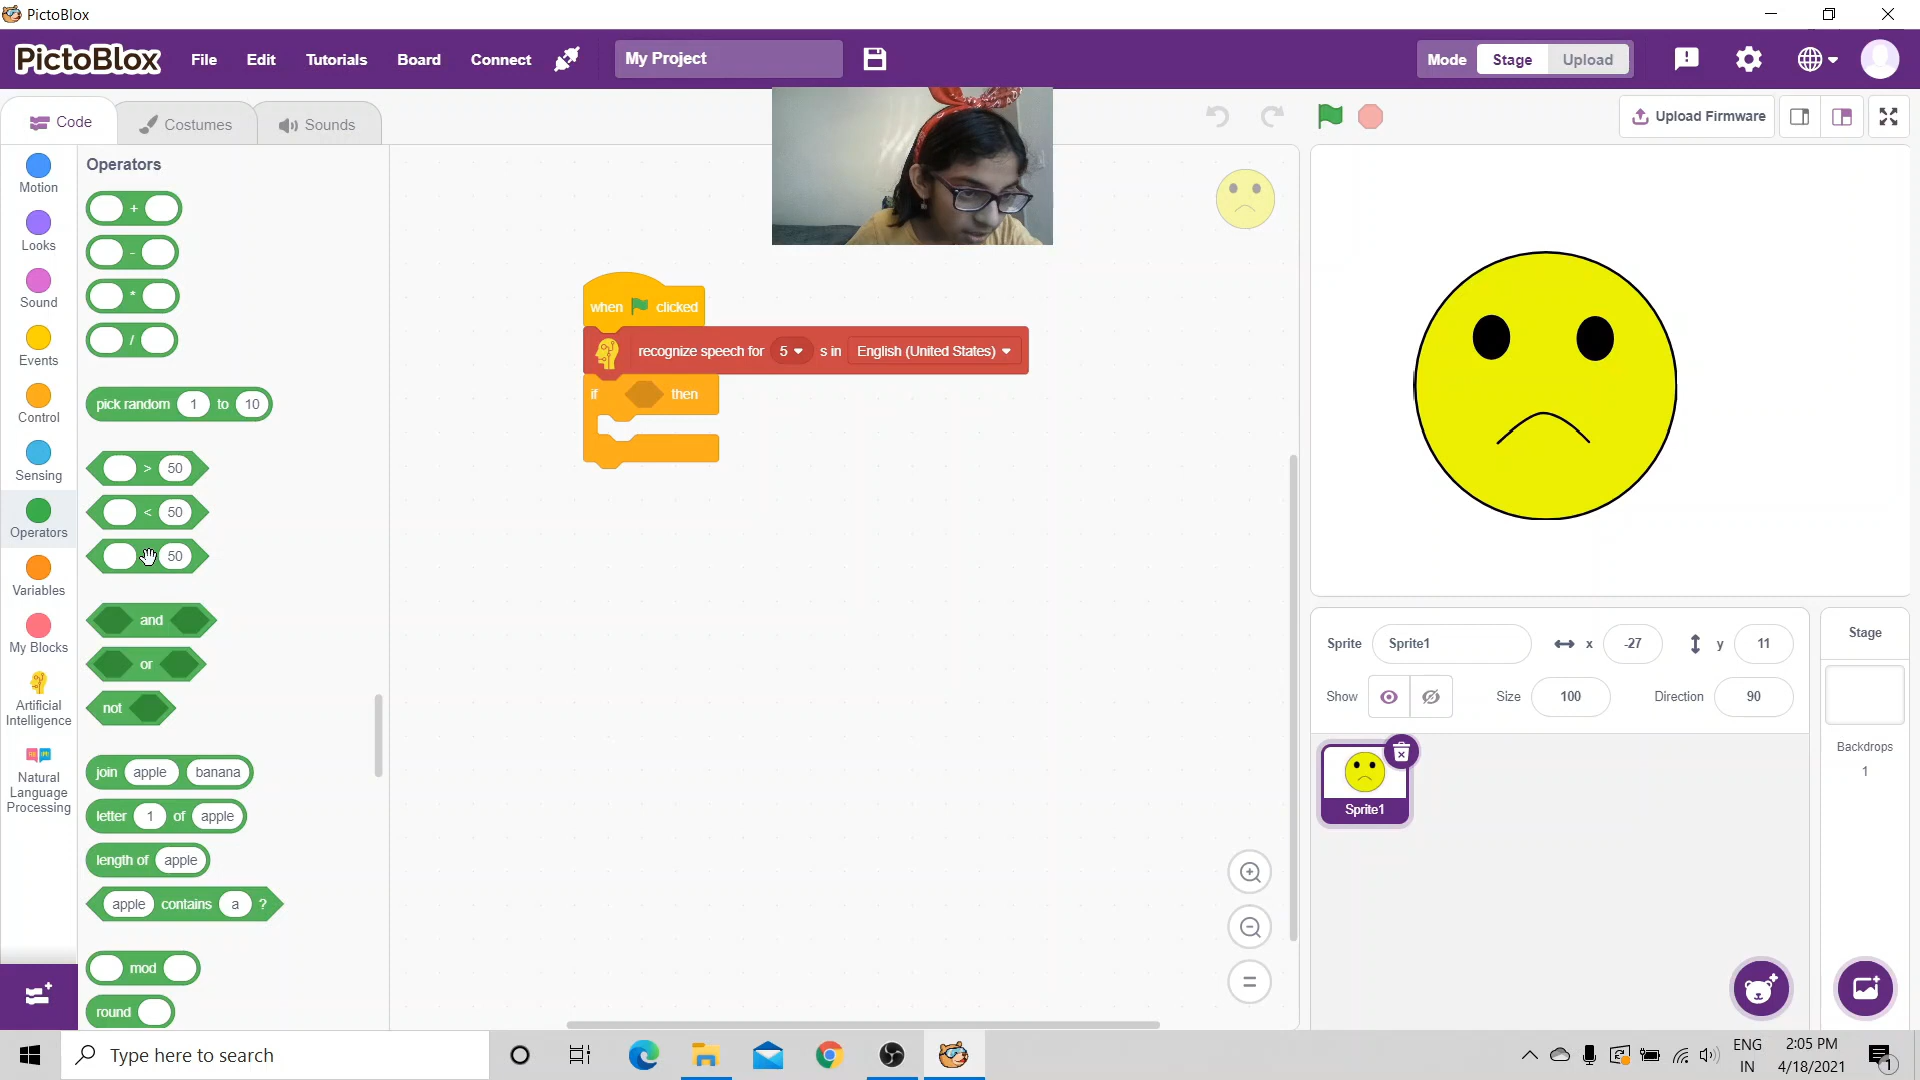 PictoBlox
PictoBlox File Edit Tutorials Board Connect My Project Mode Stage Upload
Code Costumes Sounds Upload Firmware
Motion
Looks
Sound
Events
Control
Sensing
Operators
Variables
My Blocks
Artificial
Intelligence
Natural
Language
Processing
Operators
+
-
*
/
pick random 1 to 10
> 50
< 50
50
and
or
not
join apple banana
letter 1 of apple
length of apple
apple contains a ?
mod
round
when clicked
recognize speech for 5 s in English (United States)
if then
Sprite Sprite1 x -27 y 11
Show Size 100 Direction 90
Sprite1
Stage
Backdrops
1
Type here to search
ENG
IN
2:05 PM
4/18/2021
1